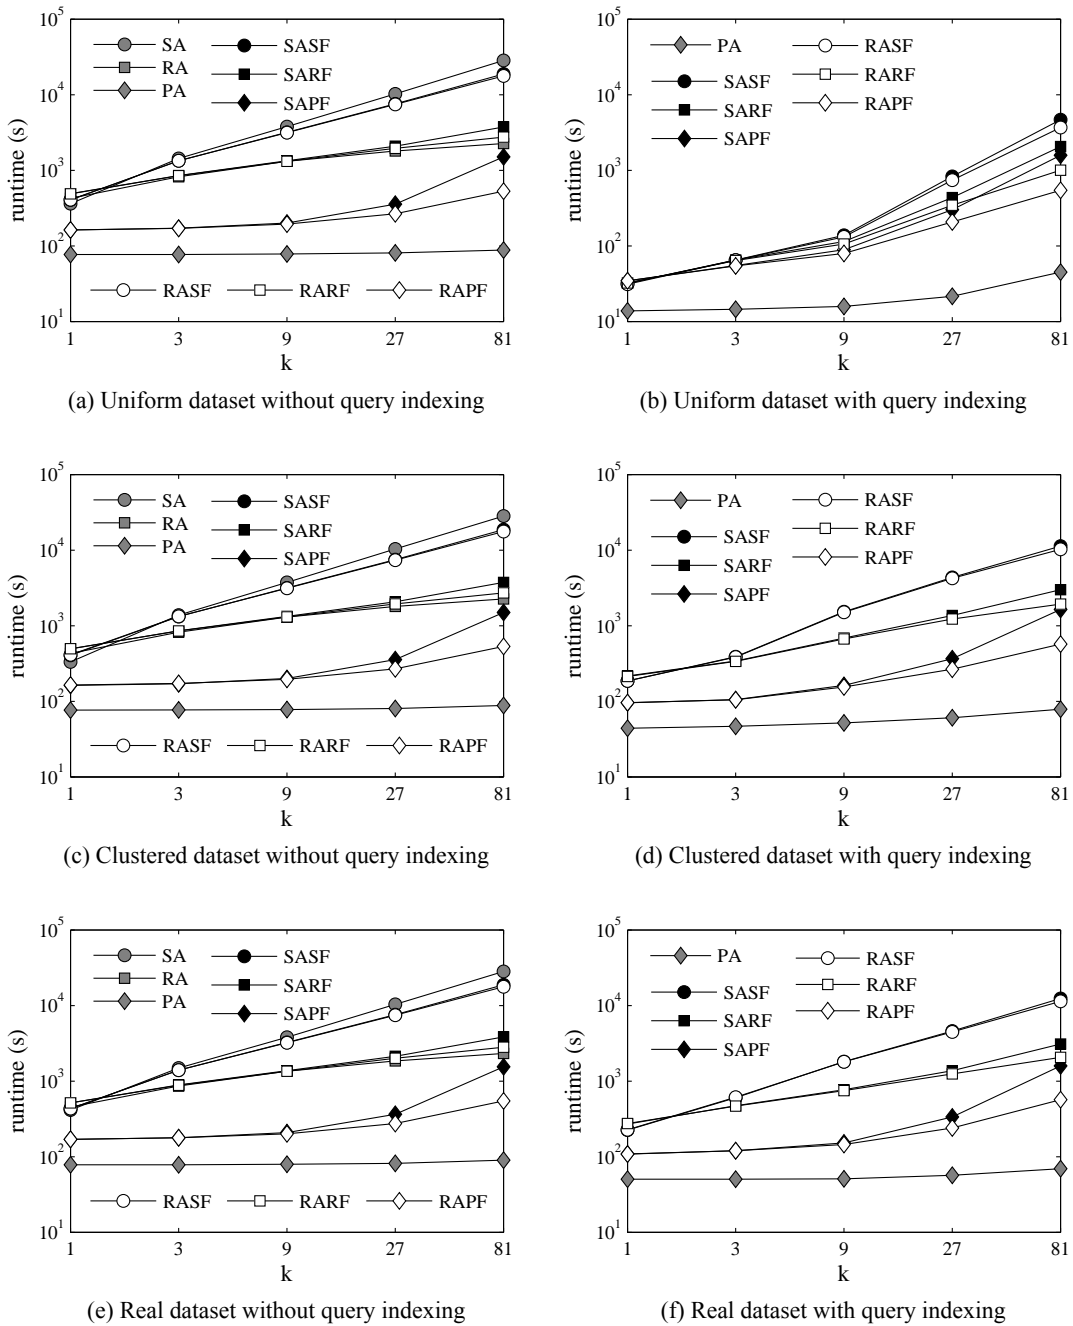 10^5
10^4
10^3
10^2
10^1
runtime (s)
SA
RA
PA
SASF
SARF
SAPF
RASF RARF RAPF
1 3 9 27 81
k
(a) Uniform dataset without query indexing
10^5
10^4
10^3
10^2
10^1
runtime (s)
PA
SASF
SARF
SAPF
RASF
RARF
RAPF
1 3 9 27 81
k
(b) Uniform dataset with query indexing
10^5
10^4
10^3
10^2
10^1
runtime (s)
SA
RA
PA
SASF
SARF
SAPF
RASF RARF RAPF
1 3 9 27 81
k
(c) Clustered dataset without query indexing
10^5
10^4
10^3
10^2
10^1
runtime (s)
PA
SASF
SARF
SAPF
RASF
RARF
RAPF
1 3 9 27 81
k
(d) Clustered dataset with query indexing
10^5
10^4
10^3
10^2
10^1
runtime (s)
SA
RA
PA
SASF
SARF
SAPF
RASF RARF RAPF
1 3 9 27 81
k
(e) Real dataset without query indexing
10^5
10^4
10^3
10^2
10^1
runtime (s)
PA
SASF
SARF
SAPF
RASF
RARF
RAPF
1 3 9 27 81
k
(f) Real dataset with query indexing